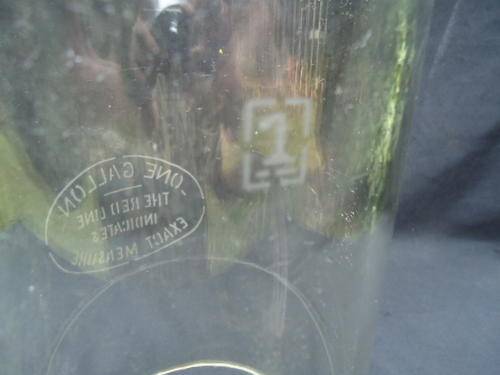 ONE GALLON
THE RED LINE
INDICATES
EXACT MEASURE
1